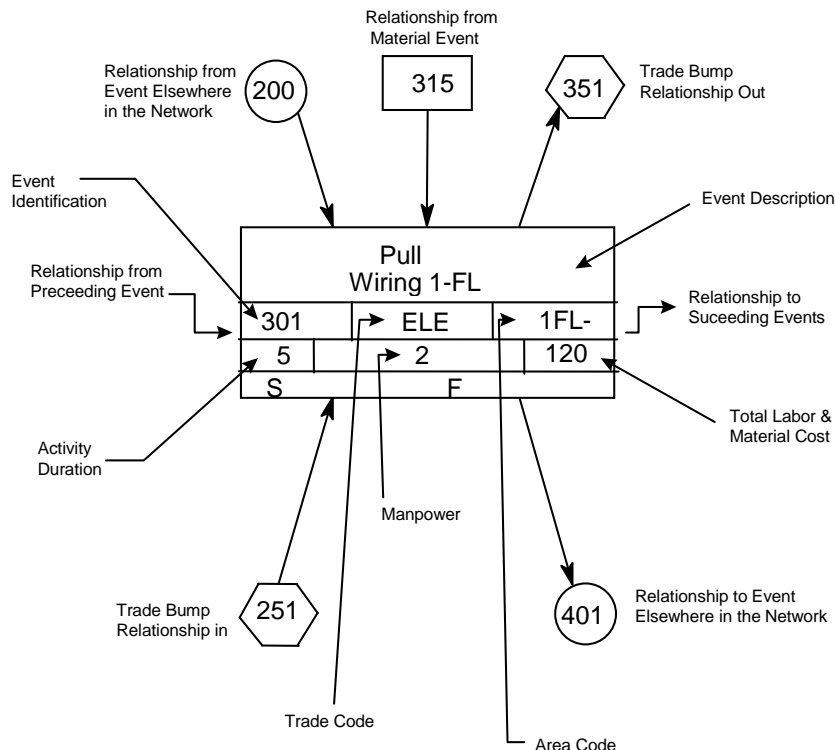 Relationship from
Material Event
Relationship from
Event Elsewhere
in the Network
200
315
351
Trade Bump
Relationship Out
Event
Identification
Event Description
Pull
Wiring 1-FL
Relationship from
Preceeding Event
301
ELE
1FL-
Relationship to
Suceeding Events
5
2
120
S
F
Total Labor &
Material Cost
Activity
Duration
Manpower
Trade Bump
Relationship in
251
401
Relationship to Event
Elsewhere in the Network
Trade Code
Area Code